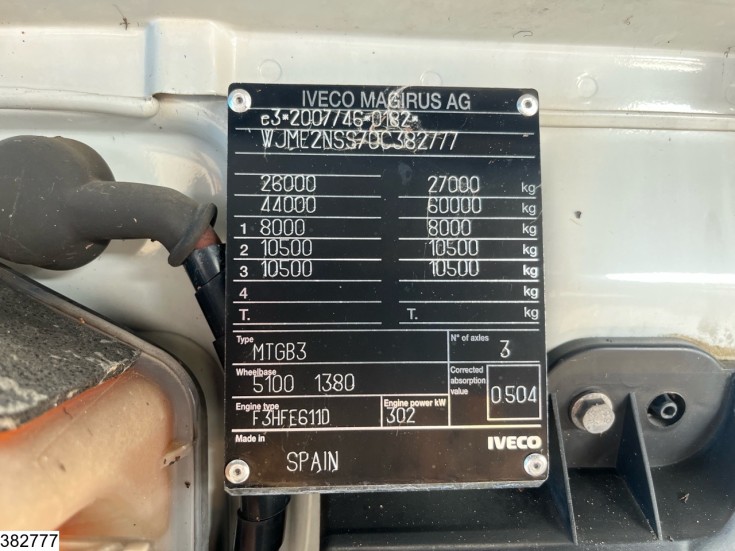 IVECO MAGIRUS AG
e3*2007/46*0182*
WJME2NSS70C382777
26000 27000 kg
44000 60000 kg
1 8000 8000 kg
2 10500 10500 kg
3 10500 10500 kg
4 kg
T. T. kg
Type MTGB3 N° of axles 3
Wheelbase 5100 1380 Corrected absorption value 0.504
Engine type F3HFE611D Engine power kW 302
Made in SPAIN IVECO
382777